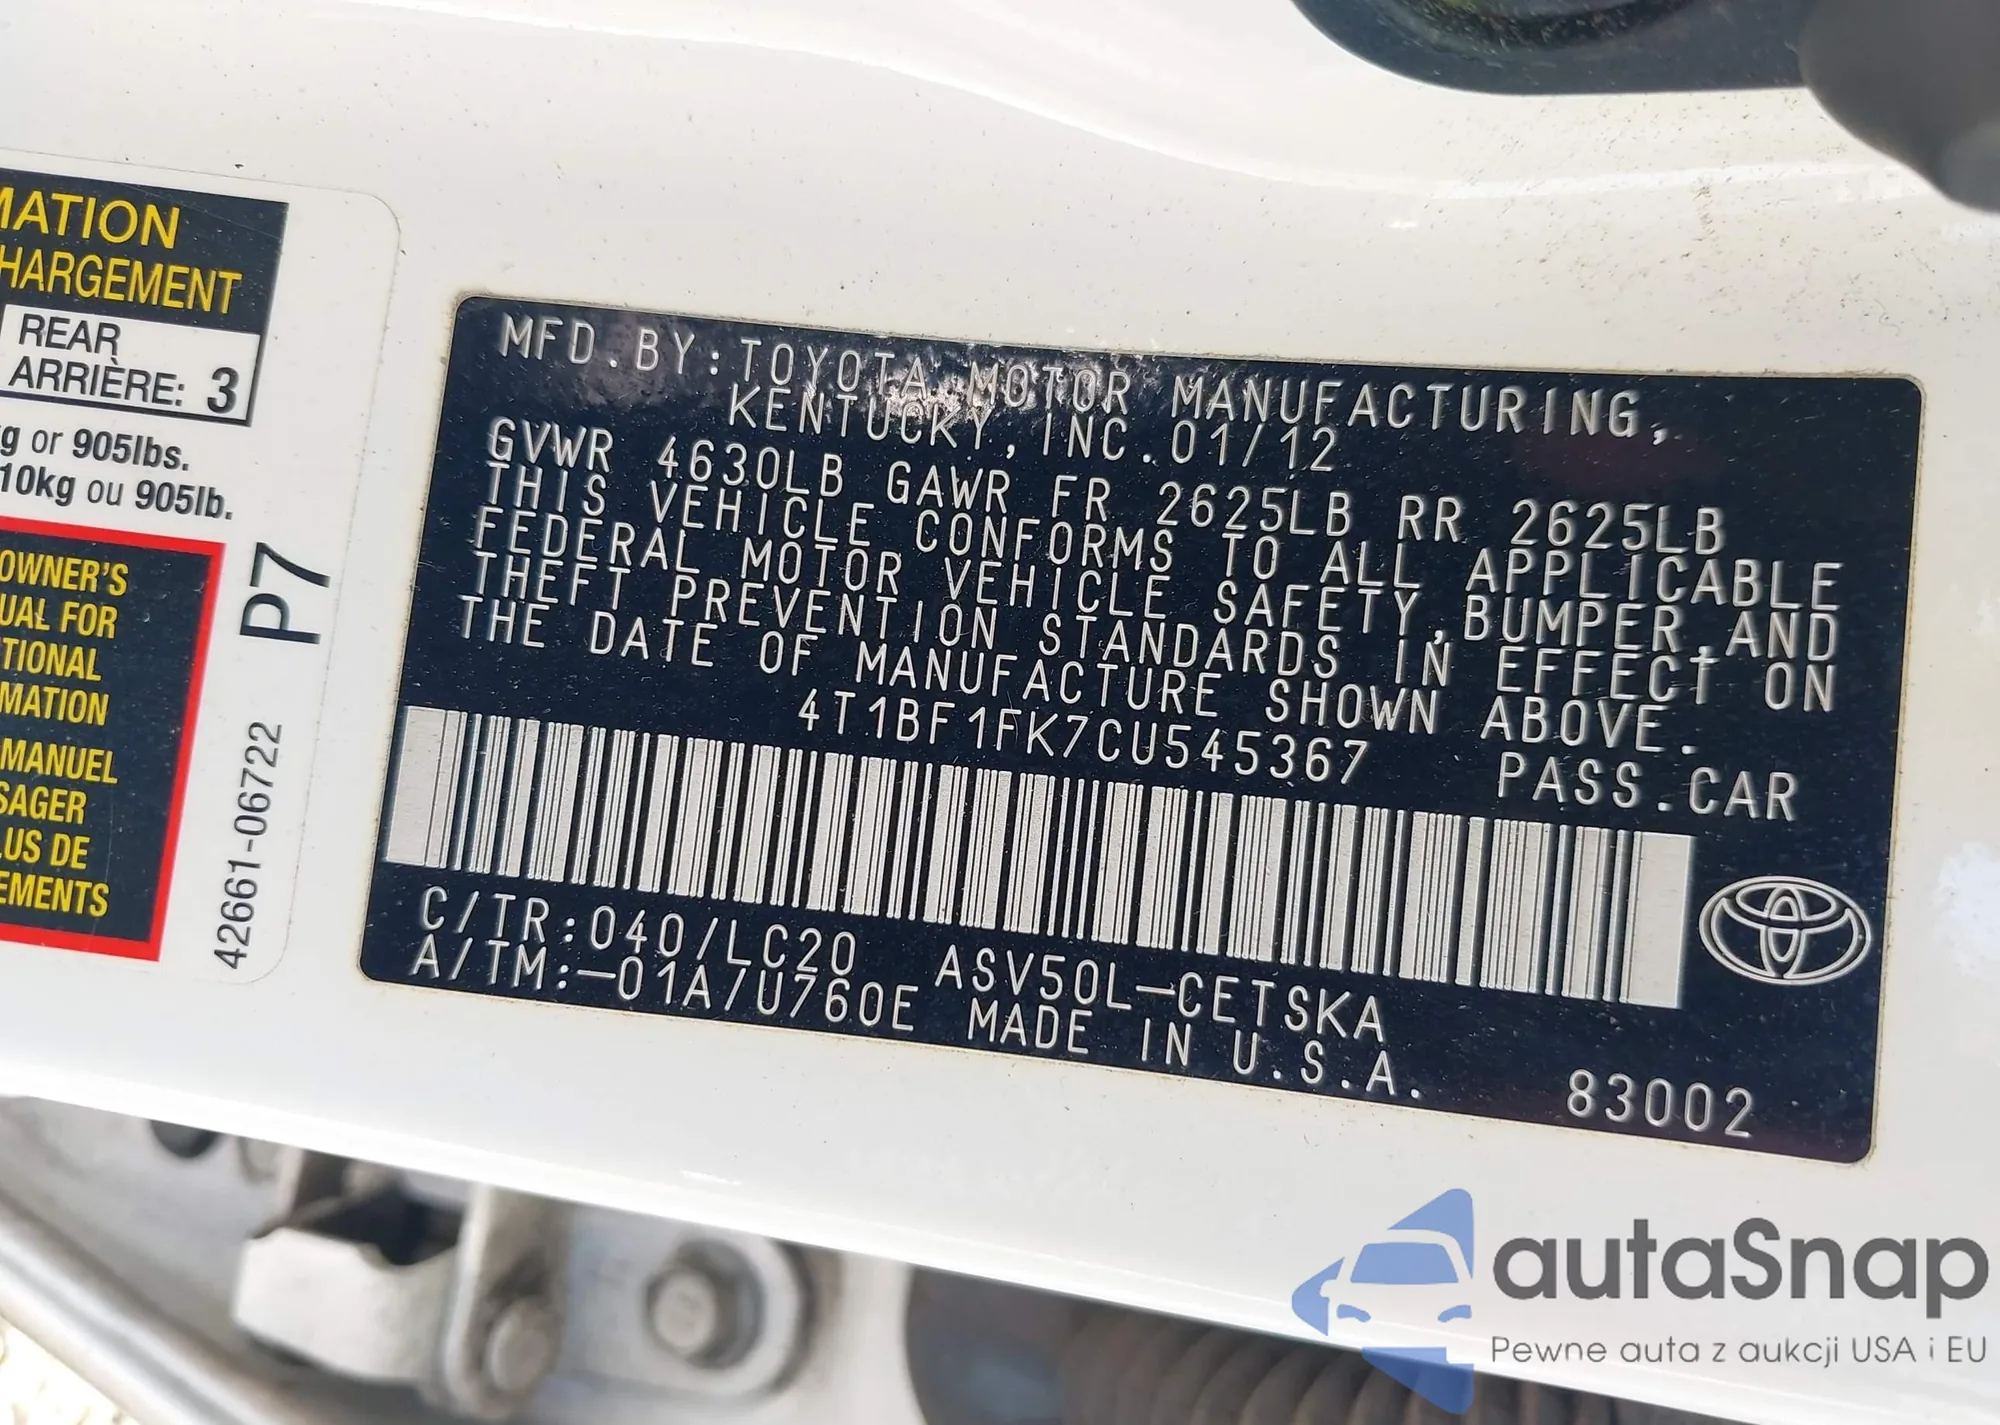 MATION
HARGEMENT
REAR
ARRIÈRE: 3
g or 905lbs.
10kg ou 905lb.
OWNER'S
UAL FOR
TIONAL
MATION
MANUEL
SAGER
LUS DE
EMENTS
P7
42661-06722
MFD.BY:TOYOTA MOTOR MANUFACTURING,
KENTUCKY,INC.01/12
GVWR 4630LB GAWR FR 2625LB RR 2625LB
THIS VEHICLE CONFORMS TO ALL APPLICABLE
FEDERAL MOTOR VEHICLE SAFETY,BUMPER,AND
THEFT PREVENTION STANDARDS IN EFFECT ON
THE DATE OF MANUFACTURE SHOWN ABOVE.
4T1BF1FK7CU545367 PASS.CAR
C/TR:040/LC20 ASV50L-CETSKA
A/TM:-01A/U760E MADE IN U.S.A.
83002
autaSnap
Pewne auta z aukcji USA i EU